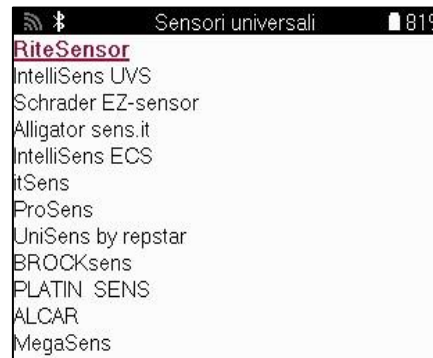 Sensori universali 81%
RiteSensor
IntelliSens UVS
Schrader EZ-sensor
Alligator sens.it
IntelliSens ECS
itSens
ProSens
UniSens by repstar
BROCKsens
PLATIN SENS
ALCAR
MegaSens